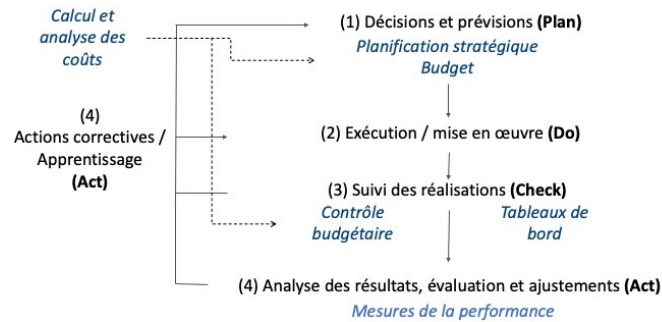 Calcul et
analyse des
coûts
(1) Décisions et prévisions (Plan)
Planification stratégique
Budget
(4)
Actions correctives /
Apprentissage
(Act)
(2) Exécution / mise en œuvre (Do)
(3) Suivi des réalisations (Check)
Contrôle
budgétaire
Tableaux de
bord
(4) Analyse des résultats, évaluation et ajustements (Act)
Mesures de la performance